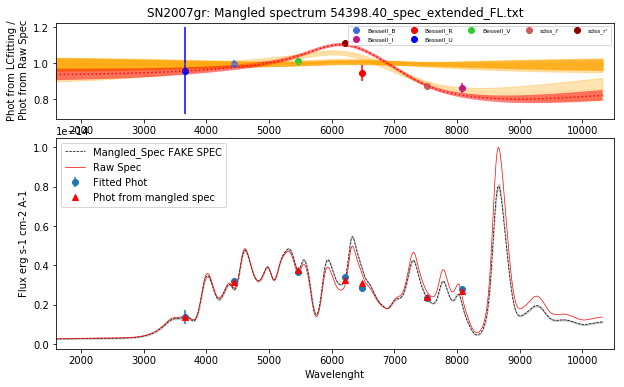 SN2007gr: Mangled spectrum 54398.40_spec_extended_FL.txt
Phot from LCfitting /
Phot from Raw Spec
1.2
1.0
0.8
Bessell_B
Bessell_I
Bessell_R
Bessell_U
Bessell_V
sdss_i'
sdss_r'
2000 3000 4000 5000 6000 7000 8000 9000 10000
Flux erg s-1 cm-2 A-1
1.0
0.8
0.6
0.4
0.2
0.0
Mangled_Spec FAKE SPEC
Raw Spec
Fitted Phot
Phot from mangled spec
2000 3000 4000 5000 6000 7000 8000 9000 10000
Wavelenght